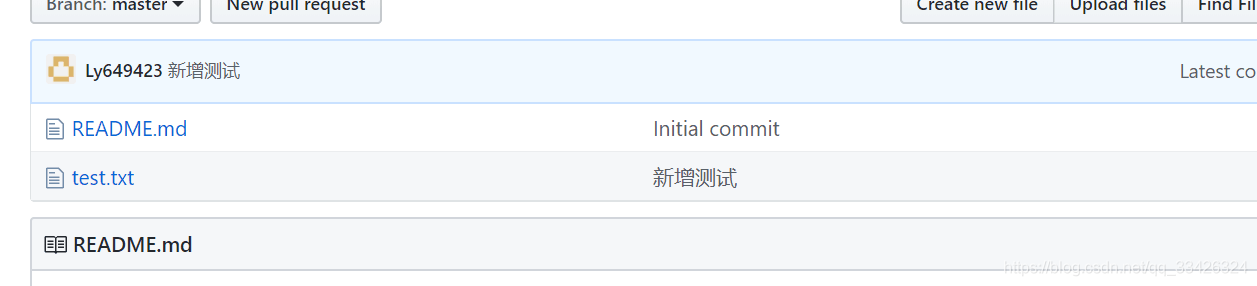 Branch: master New pull request Create new file Upload files Find Fil
Ly649423 新增测试 Latest co
README.md Initial commit
test.txt 新增测试
README.md
https://blog.csdn.net/qq_33426324